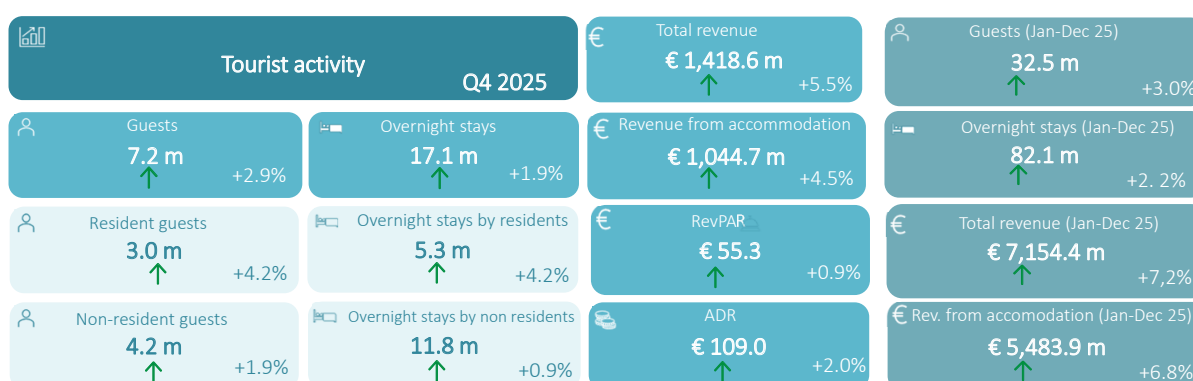 Tourist activity
Q4 2025
Total revenue
€ 1,418.6 m
+5.5%
Guests (Jan-Dec 25)
32.5 m
+3.0%
Guests
7.2 m
+2.9%
Overnight stays
17.1 m
+1.9%
€ Revenue from accommodation
€ 1,044.7 m
+4.5%
Overnight stays (Jan-Dec 25)
82.1 m
+2. 2%
Resident guests
3.0 m
+4.2%
Overnight stays by residents
5.3 m
+4.2%
€ RevPAR
€ 55.3
+0.9%
€ Total revenue (Jan-Dec 25)
€ 7,154.4 m
+7,2%
Non-resident guests
4.2 m
+1.9%
Overnight stays by non residents
11.8 m
+0.9%
ADR
€ 109.0
+2.0%
€ Rev. from accomodation (Jan-Dec 25)
€ 5,483.9 m
+6.8%